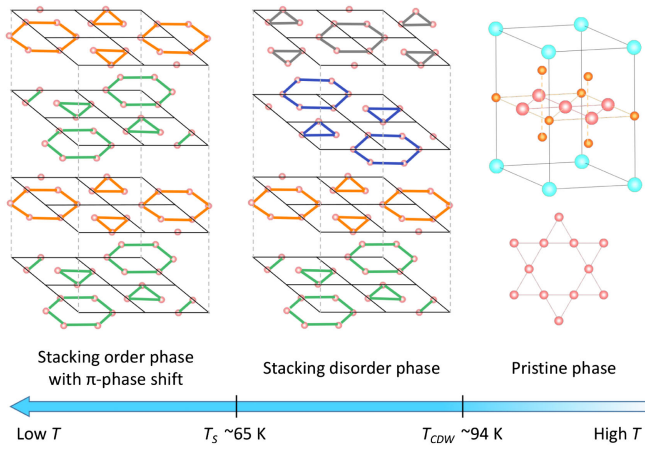 Stacking order phase
with π-phase shift
Stacking disorder phase
Pristine phase
Low T
T_S ~65 K
T_CDW ~94 K
High T